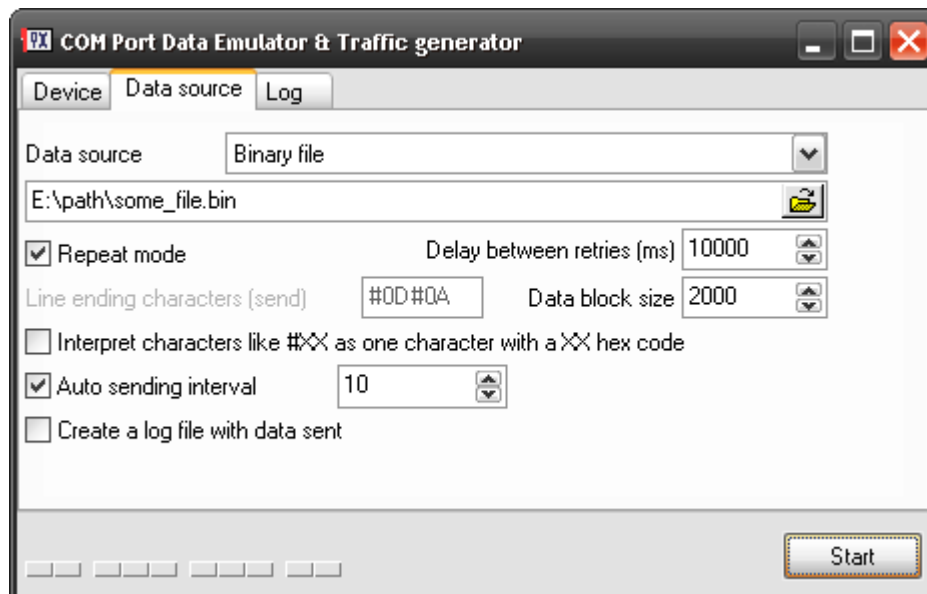 COM Port Data Emulator & Traffic generator
Device Data source Log
Data source Binary file
E:\path\some_file.bin
Repeat mode Delay between retries (ms) 10000
Line ending characters (send) #0D#0A Data block size 2000
Interpret characters like #XX as one character with a XX hex code
Auto sending interval 10
Create a log file with data sent
Start